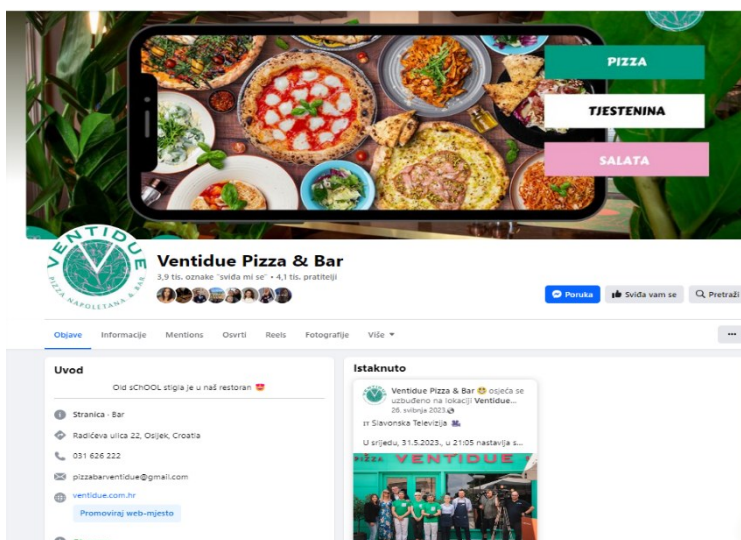 PIZZA
TJESTENINA
SALATA
VENTIDUE
PIZZA NAPOLETANA & BAR
Ventidue Pizza & Bar
3,9 tis. oznake "sviđa mi se" • 4,1 tis. pratitelji
Poruka
Sviđa vam se
Pretraži
Objave
Informacije
Mentions
Osvrti
Reels
Fotografije
Više
Uvod
Old sChOOL stigla je u naš restoran
Stranica · Bar
Radićeva ulica 22, Osijek, Croatia
031 626 222
pizzabarventidue@gmail.com
ventidue.com.hr
Promoviraj web-mjesto
Istaknuto
Ventidue Pizza & Bar 😊 osjeća se
uzbuđeno na lokaciji Ventidue...
26. svibnja 2023.
IT Slavonska Televizija
U srijedu, 31.5.2023., u 21:05 nastavlja s...
PIZZA VENTIDUE